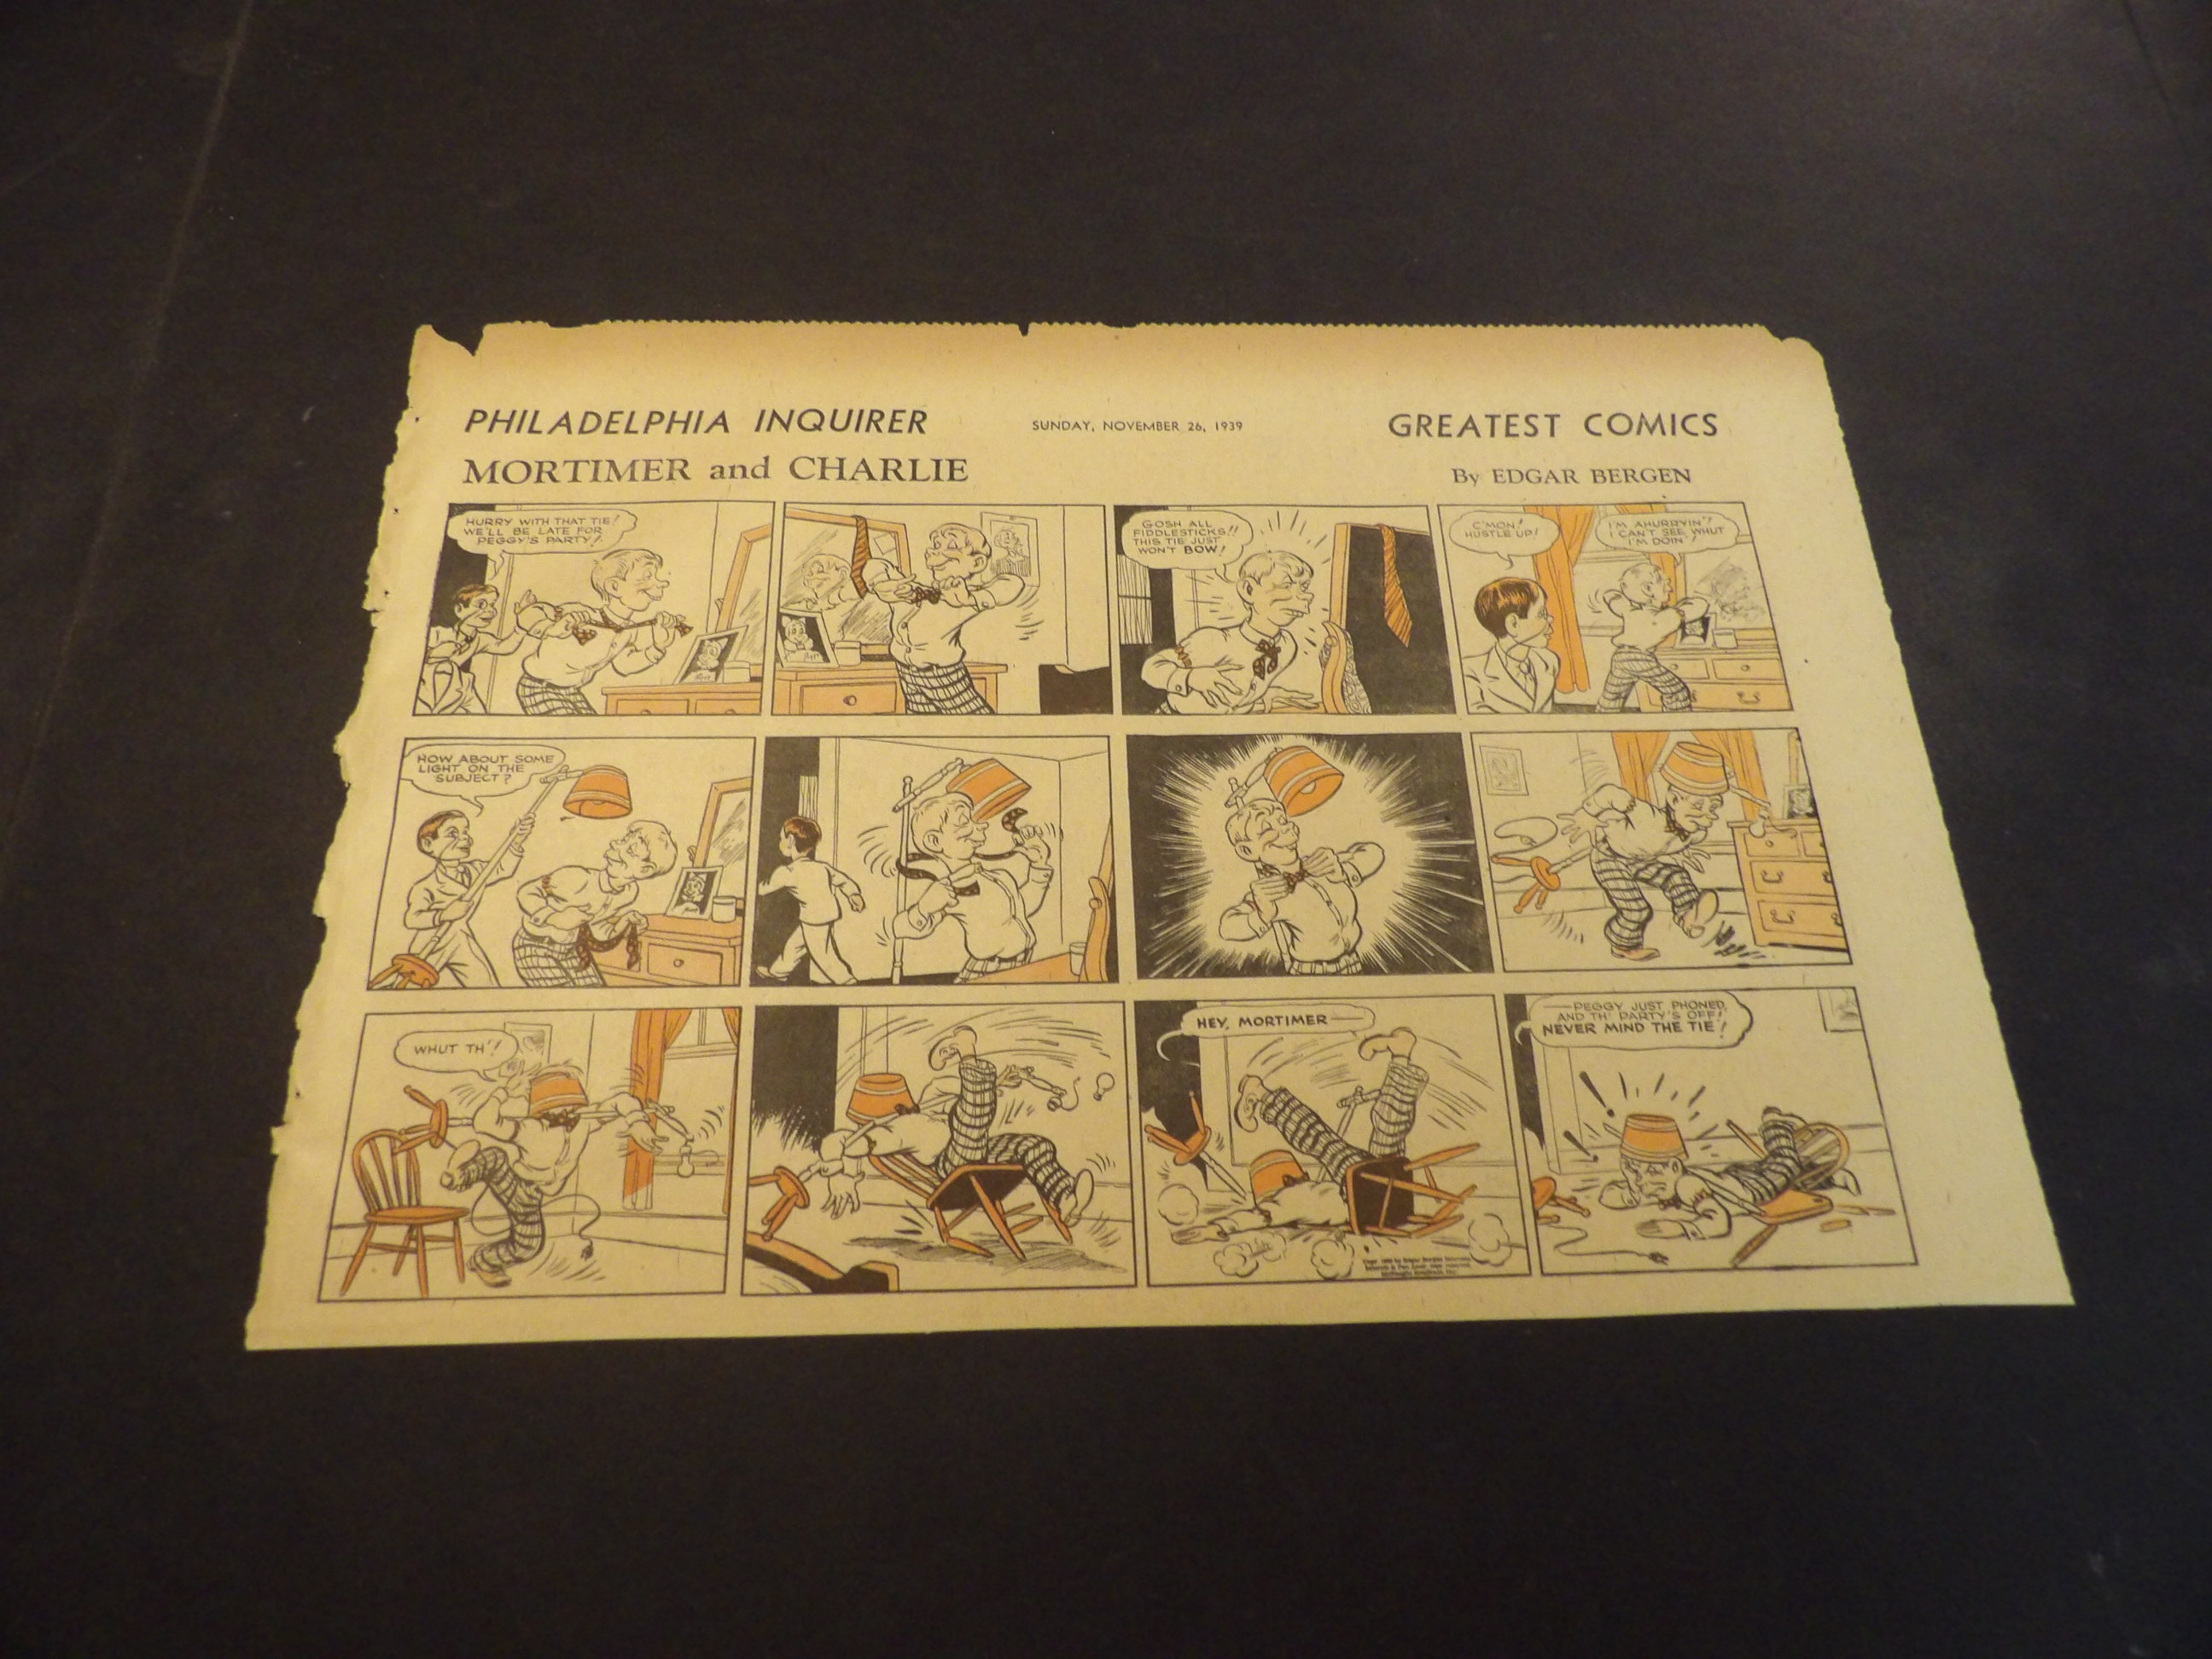 PHILADELPHIA INQUIRER
SUNDAY, NOVEMBER 26, 1939
GREATEST COMICS
MORTIMER and CHARLIE
By EDGAR BERGEN
HURRY WITH THAT TIE!
WE'LL BE LATE FOR
PEGGY'S PARTY!
GOSH ALL
FIDDLESTICKS!!
THIS TIE JUST
WON'T BOW!
C'MON!
HUSTLE UP!
I'M AHURRYIN'!
I CAN'T SEE WHUT
I'M DOIN'!
HOW ABOUT SOME
LIGHT ON THE
SUBJECT?
WHUT TH'!
HEY, MORTIMER—
—PEGGY JUST PHONED,
AND TH' PARTY'S OFF!
NEVER MIND THE TIE!